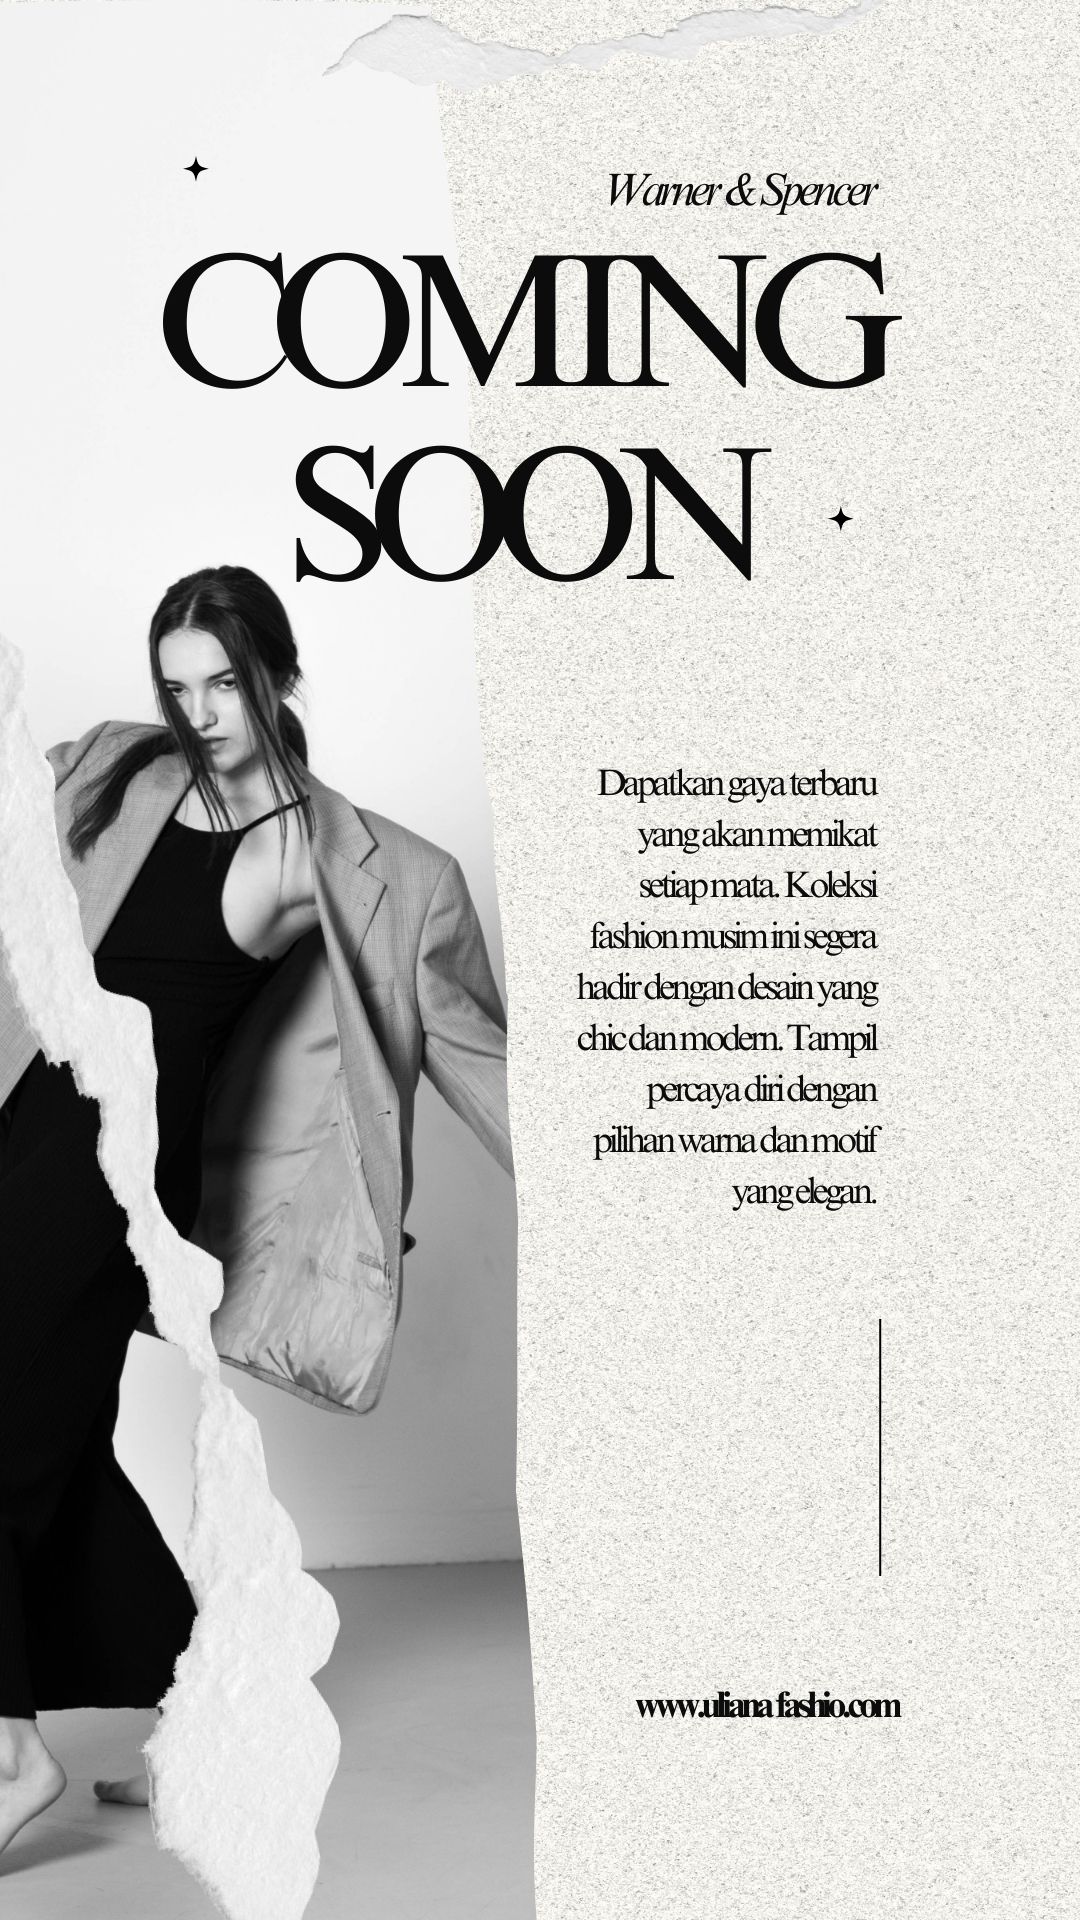 Warner & Spencer
COMING
SOON
Dapatkan gaya terbaru
yang akan memikat
setiap mata. Koleksi
fashion musim ini segera
hadir dengan desain yang
chic dan modern. Tampil
percaya diri dengan
pilihan warna dan motif
yang elegan.
www.uliana fashio.com